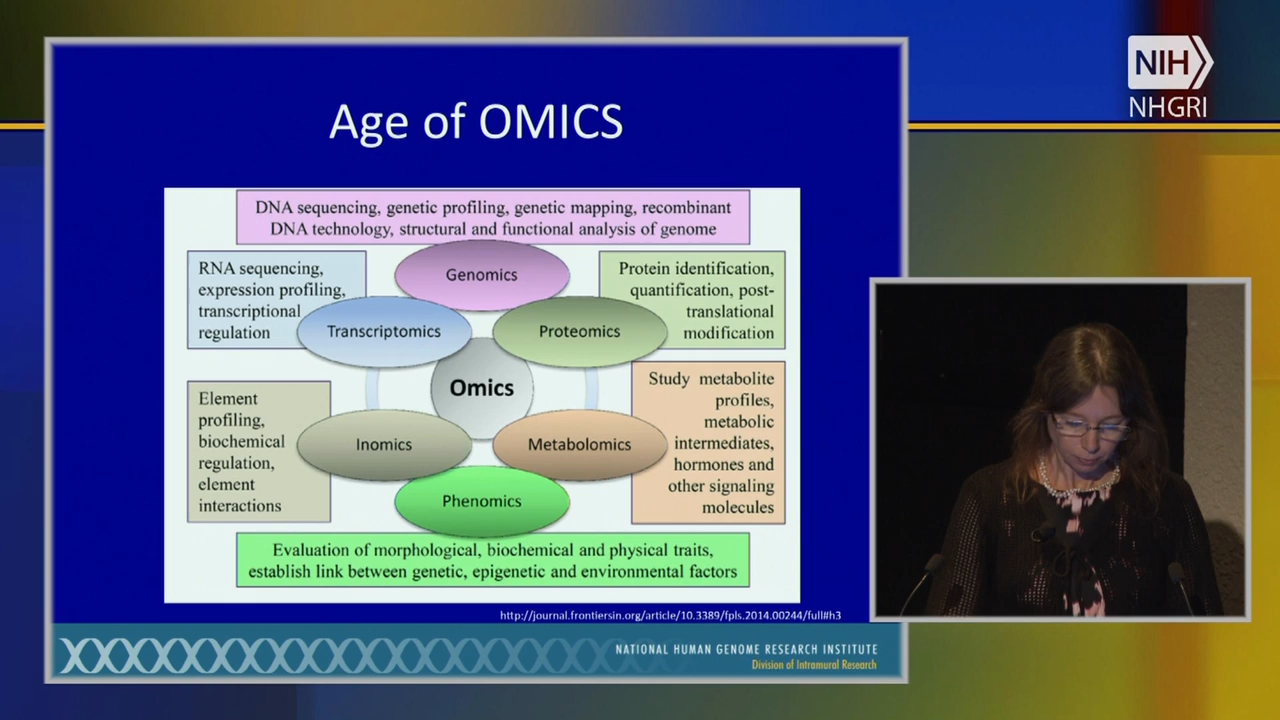 NIH
NHGRI
Age of OMICS
DNA sequencing, genetic profiling, genetic mapping, recombinant
DNA technology, structural and functional analysis of genome
Genomics
RNA sequencing,
expression profiling,
transcriptional
regulation
Transcriptomics
Proteomics
Protein identification,
quantification, post-
translational
modification
Omics
Element
profiling,
biochemical
regulation,
element
interactions
Inomics
Metabolomics
Study metabolite
profiles,
metabolic
intermediates,
hormones and
other signaling
molecules
Phenomics
Evaluation of morphological, biochemical and physical traits,
establish link between genetic, epigenetic and environmental factors
http://journal.frontiersin.org/article/10.3389/fpls.2014.00244/full#h3
NATIONAL HUMAN GENOME RESEARCH INSTITUTE
Division of Intramural Research